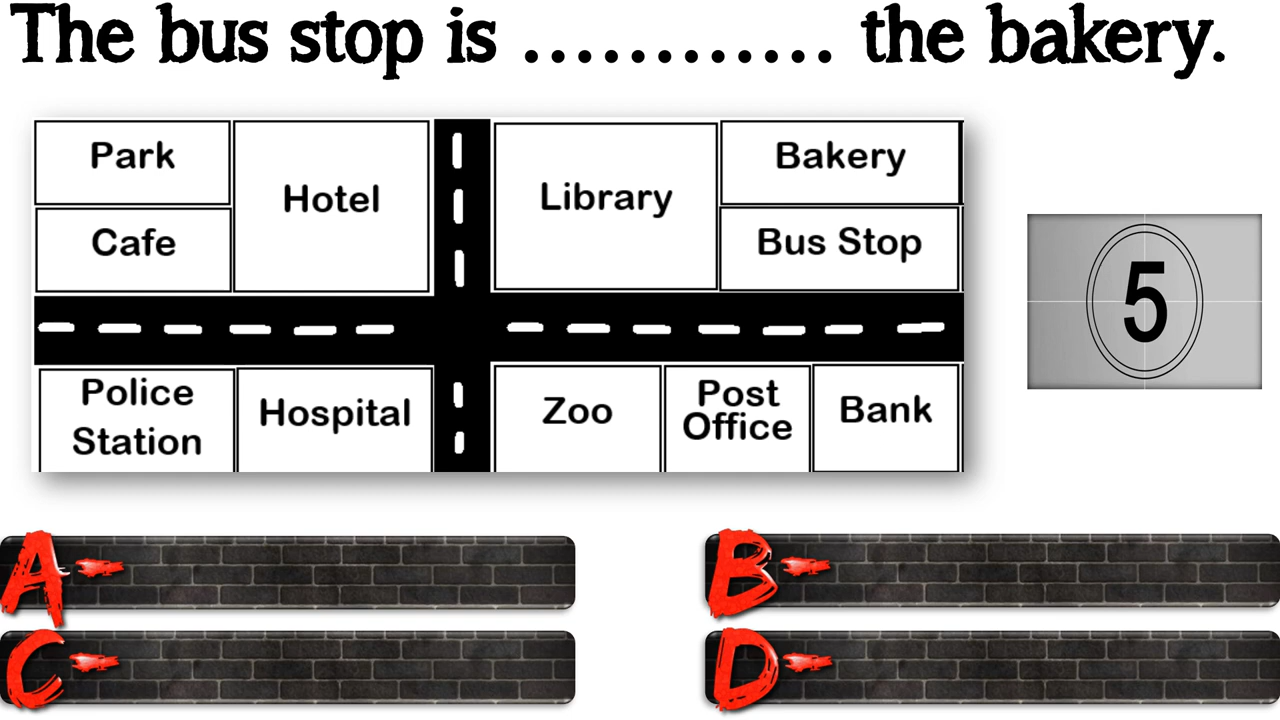 The bus stop is ………… the bakery.
Park
Hotel
Library
Bakery
Cafe
Bus Stop
5
Police
Station
Hospital
Zoo
Post
Office
Bank
A-
B-
C-
D-